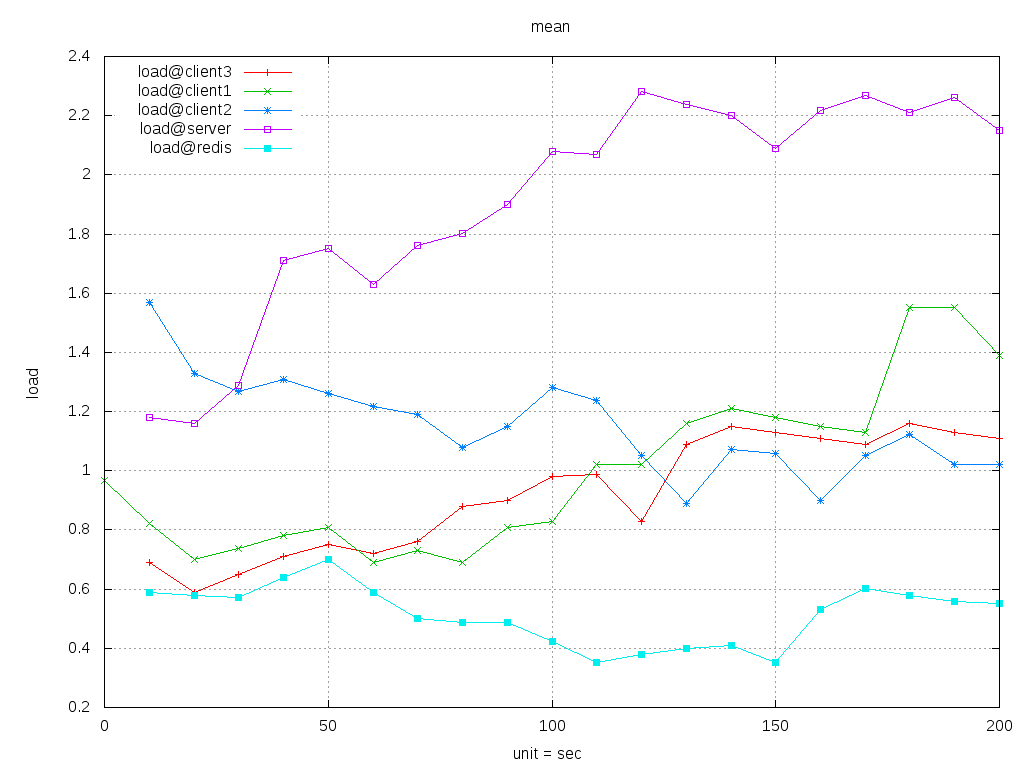 mean
2.4
2.2
2
1.8
1.6
1.4
1.2
1
0.8
0.6
0.4
0.2
load
load@client3
load@client1
load@client2
load@server
load@redis
0 50 100 150 200
unit = sec